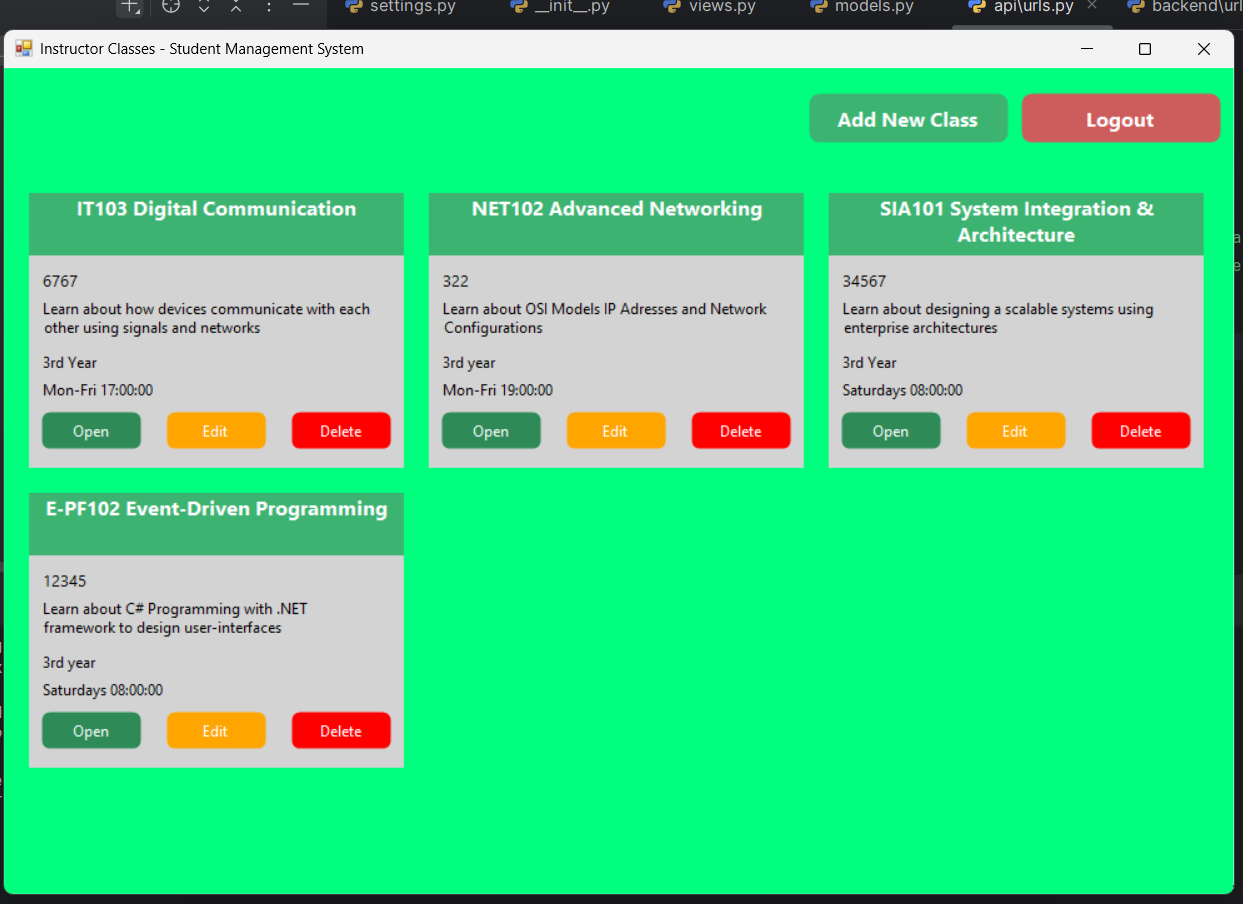 settings.py
__init__.py
views.py
models.py
api\urls.py
backend\url
Instructor Classes - Student Management System
Add New Class
Logout
IT103 Digital Communication
6767
Learn about how devices communicate with each
other using signals and networks
3rd Year
Mon-Fri 17:00:00
Open
Edit
Delete
NET102 Advanced Networking
322
Learn about OSI Models IP Adresses and Network
Configurations
3rd year
Mon-Fri 19:00:00
Open
Edit
Delete
SIA101 System Integration &
Architecture
34567
Learn about designing a scalable systems using
enterprise architectures
3rd Year
Saturdays 08:00:00
Open
Edit
Delete
E-PF102 Event-Driven Programming
12345
Learn about C# Programming with .NET
framework to design user-interfaces
3rd year
Saturdays 08:00:00
Open
Edit
Delete